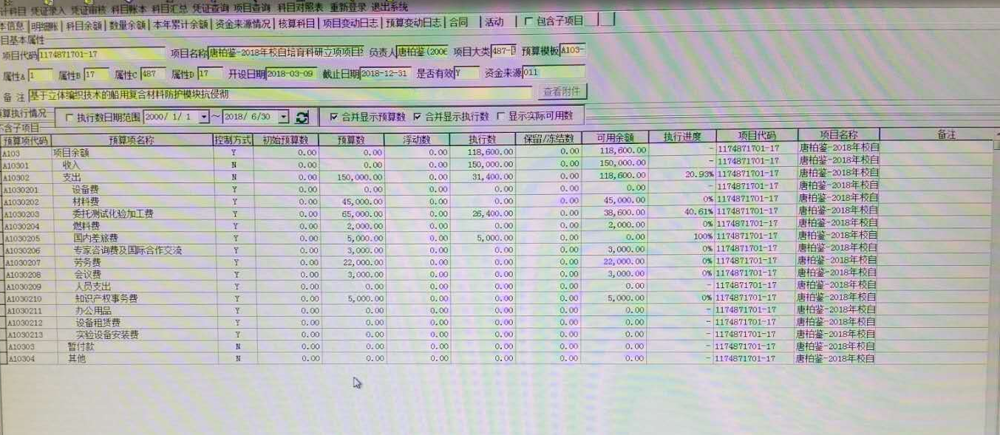 计科目 凭证录入 凭证审核 科目账本 科目汇总 凭证查询 项目查询 科目对照表 重新登录 退出系统
本信息 明细账 科目余额 数量余额 本年累计余额 资金来源情况 核算科目 项目变动日志 预算变动日志 合同 活动 包含子项目
目基本属性
项目代码 1174871701-17 项目名称 唐柏鉴-2018年校自培育科研立项项目 负责人 唐柏鉴(2006 项目大类 487- 预算模板 A103-
属性A 1 属性B 17 属性C 487 属性D 17 开设日期 2018-03-09 截止日期 2018-12-31 是否有效 Y 资金来源 011
备 注 基于立体编织技术的船用复合材料防护模块抗侵彻 查看附件
预算执行情况 执行数日期范围 2000/ 1/ 1 ~ 2018/ 6/30 合并显示预算数 合并显示执行数 显示实际可用数
不含子项目
预算项代码 预算项名称 控制方式 初始预算数 预算数 浮动数 执行数 保留/冻结数 可用余额 执行进度 项目代码 项目名称 备注
A103 项目余额 Y 0.00 0.00 0.00 118,600.00 0.00 118,600.00 - 1174871701-17 唐柏鉴-2018年校自
A10301 收入 N 0.00 0.00 0.00 150,000.00 0.00 150,000.00 - 1174871701-17 唐柏鉴-2018年校自
A10302 支出 N 0.00 150,000.00 0.00 31,400.00 0.00 118,600.00 20.93% 1174871701-17 唐柏鉴-2018年校自
A1030201 设备费 Y 0.00 0.00 0.00 0.00 0.00 0.00 - 1174871701-17 唐柏鉴-2018年校自
A1030202 材料费 Y 0.00 45,000.00 0.00 0.00 0.00 45,000.00 0% 1174871701-17 唐柏鉴-2018年校自
A1030203 委托测试化验加工费 Y 0.00 65,000.00 0.00 26,400.00 0.00 38,600.00 40.61% 1174871701-17 唐柏鉴-2018年校自
A1030204 燃料费 Y 0.00 2,000.00 0.00 0.00 0.00 2,000.00 0% 1174871701-17 唐柏鉴-2018年校自
A1030205 国内差旅费 Y 0.00 5,000.00 0.00 5,000.00 0.00 0.00 100% 1174871701-17 唐柏鉴-2018年校自
A1030206 专家咨询费及国际合作交流 Y 0.00 3,000.00 0.00 0.00 0.00 3,000.00 0% 1174871701-17 唐柏鉴-2018年校自
A1030207 劳务费 Y 0.00 22,000.00 0.00 0.00 0.00 22,000.00 0% 1174871701-17 唐柏鉴-2018年校自
A1030208 会议费 Y 0.00 3,000.00 0.00 0.00 0.00 3,000.00 0% 1174871701-17 唐柏鉴-2018年校自
A1030209 人员支出 Y 0.00 0.00 0.00 0.00 0.00 0.00 - 1174871701-17 唐柏鉴-2018年校自
A1030210 知识产权事务费 Y 0.00 5,000.00 0.00 0.00 0.00 5,000.00 0% 1174871701-17 唐柏鉴-2018年校自
A1030211 办公用品 Y 0.00 0.00 0.00 0.00 0.00 0.00 - 1174871701-17 唐柏鉴-2018年校自
A1030212 设备租赁费 Y 0.00 0.00 0.00 0.00 0.00 0.00 - 1174871701-17 唐柏鉴-2018年校自
A1030213 实验设备安装费 Y 0.00 0.00 0.00 0.00 0.00 0.00 - 1174871701-17 唐柏鉴-2018年校自
A10303 暂付款 N 0.00 0.00 0.00 0.00 0.00 0.00 - 1174871701-17 唐柏鉴-2018年校自
A10304 其他 N 0.00 0.00 0.00 0.00 0.00 0.00 - 1174871701-17 唐柏鉴-2018年校自